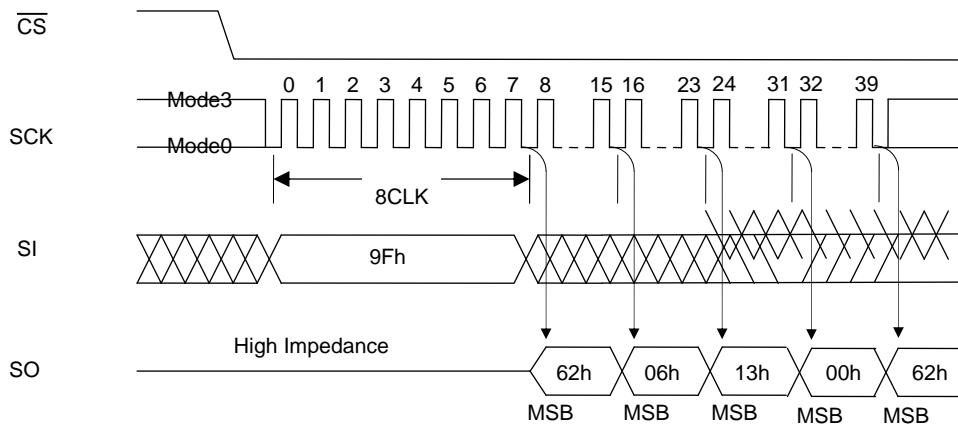 CS
0 1 2 3 4 5 6 7 8 15 16 23 24 31 32 39
Mode3
SCK
Mode0
8CLK
SI
9Fh
High Impedance
SO
62h 06h 13h 00h 62h
MSB MSB MSB MSB MSB